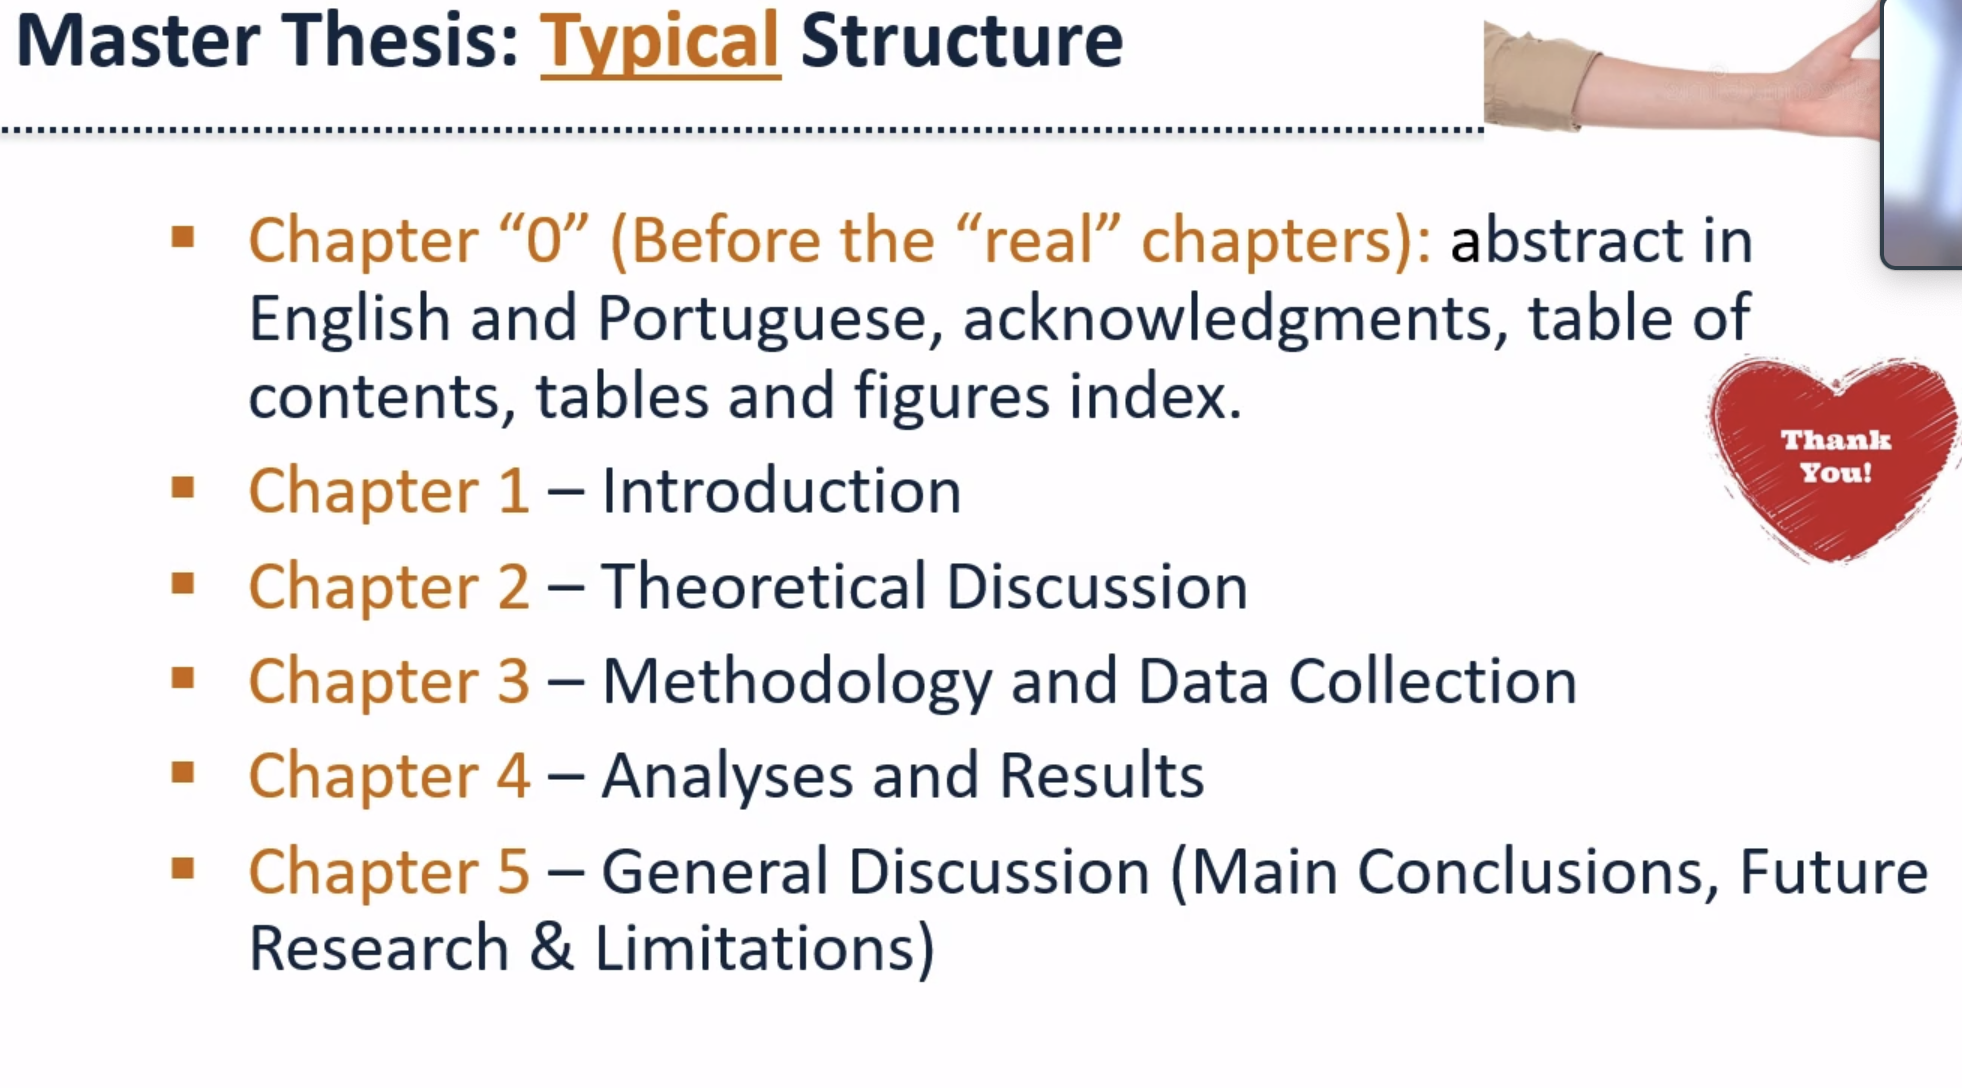 Master Thesis: Typical Structure
▪ Chapter “0” (Before the “real” chapters): abstract in
English and Portuguese, acknowledgments, table of
contents, tables and figures index.
Thank
You!
▪ Chapter 1 – Introduction
▪ Chapter 2 – Theoretical Discussion
▪ Chapter 3 – Methodology and Data Collection
▪ Chapter 4 – Analyses and Results
▪ Chapter 5 – General Discussion (Main Conclusions, Future
Research & Limitations)